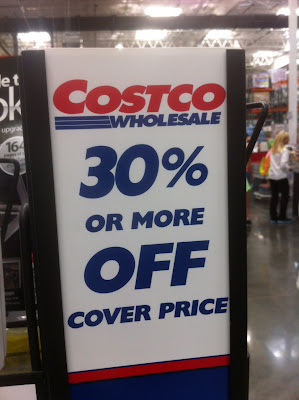 COSTCO
WHOLESALE
30%
OR MORE
OFF
COVER PRICE